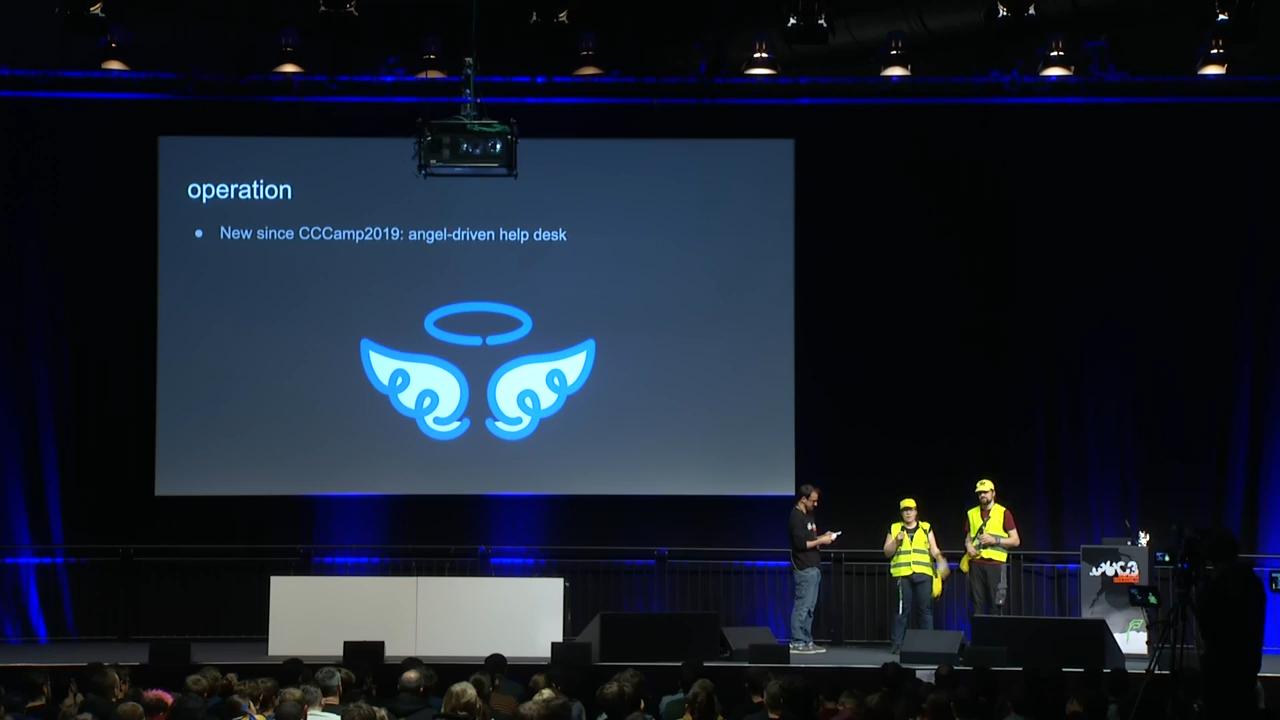 operation
● New since CCCamp2019: angel-driven help desk